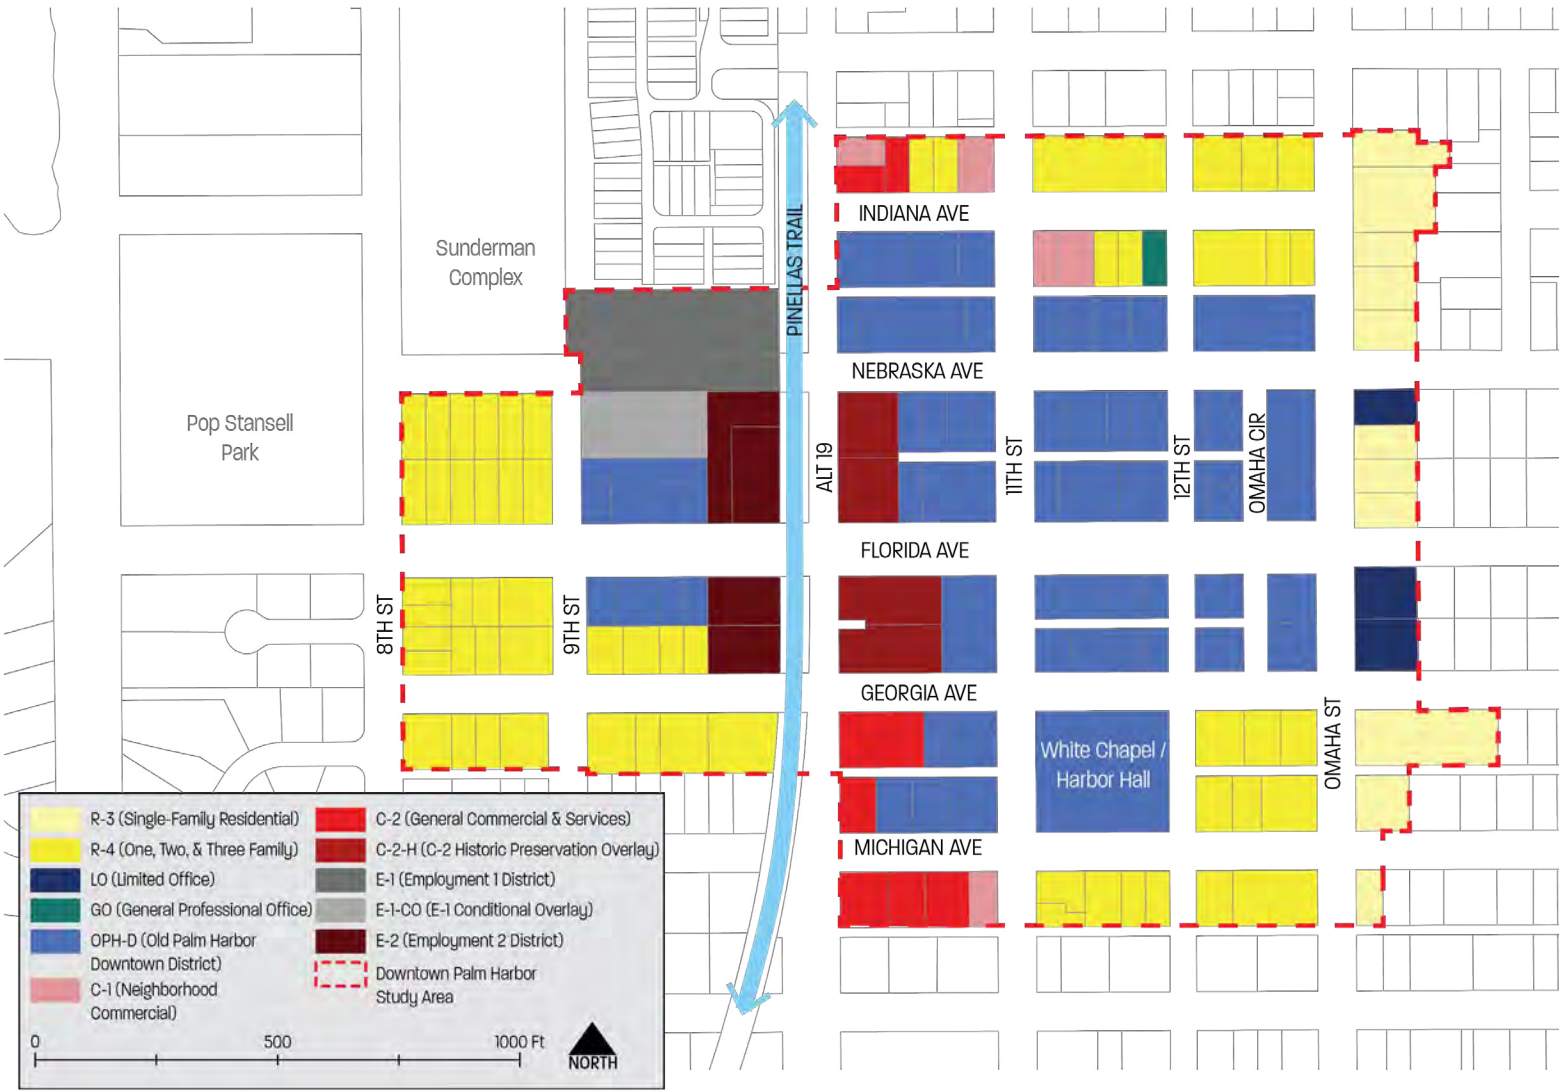 INDIANA AVE
Sunderman
Complex
PINELLAS TRAIL
NEBRASKA AVE
Pop Stansell
Park
ALT 19
11TH ST
12TH ST
OMAHA CIR
FLORIDA AVE
8TH ST
9TH ST
GEORGIA AVE
White Chapel /
Harbor Hall
OMAHA ST
MICHIGAN AVE
R-3 (Single-Family Residential)
R-4 (One, Two, & Three Family)
LO (Limited Office)
GO (General Professional Office)
OPH-D (Old Palm Harbor
Downtown District)
C-1 (Neighborhood
Commercial)
C-2 (General Commercial & Services)
C-2-H (C-2 Historic Preservation Overlay)
E-1 (Employment 1 District)
E-1-CO (E-1 Conditional Overlay)
E-2 (Employment 2 District)
Downtown Palm Harbor
Study Area
0 500 1000 Ft
NORTH